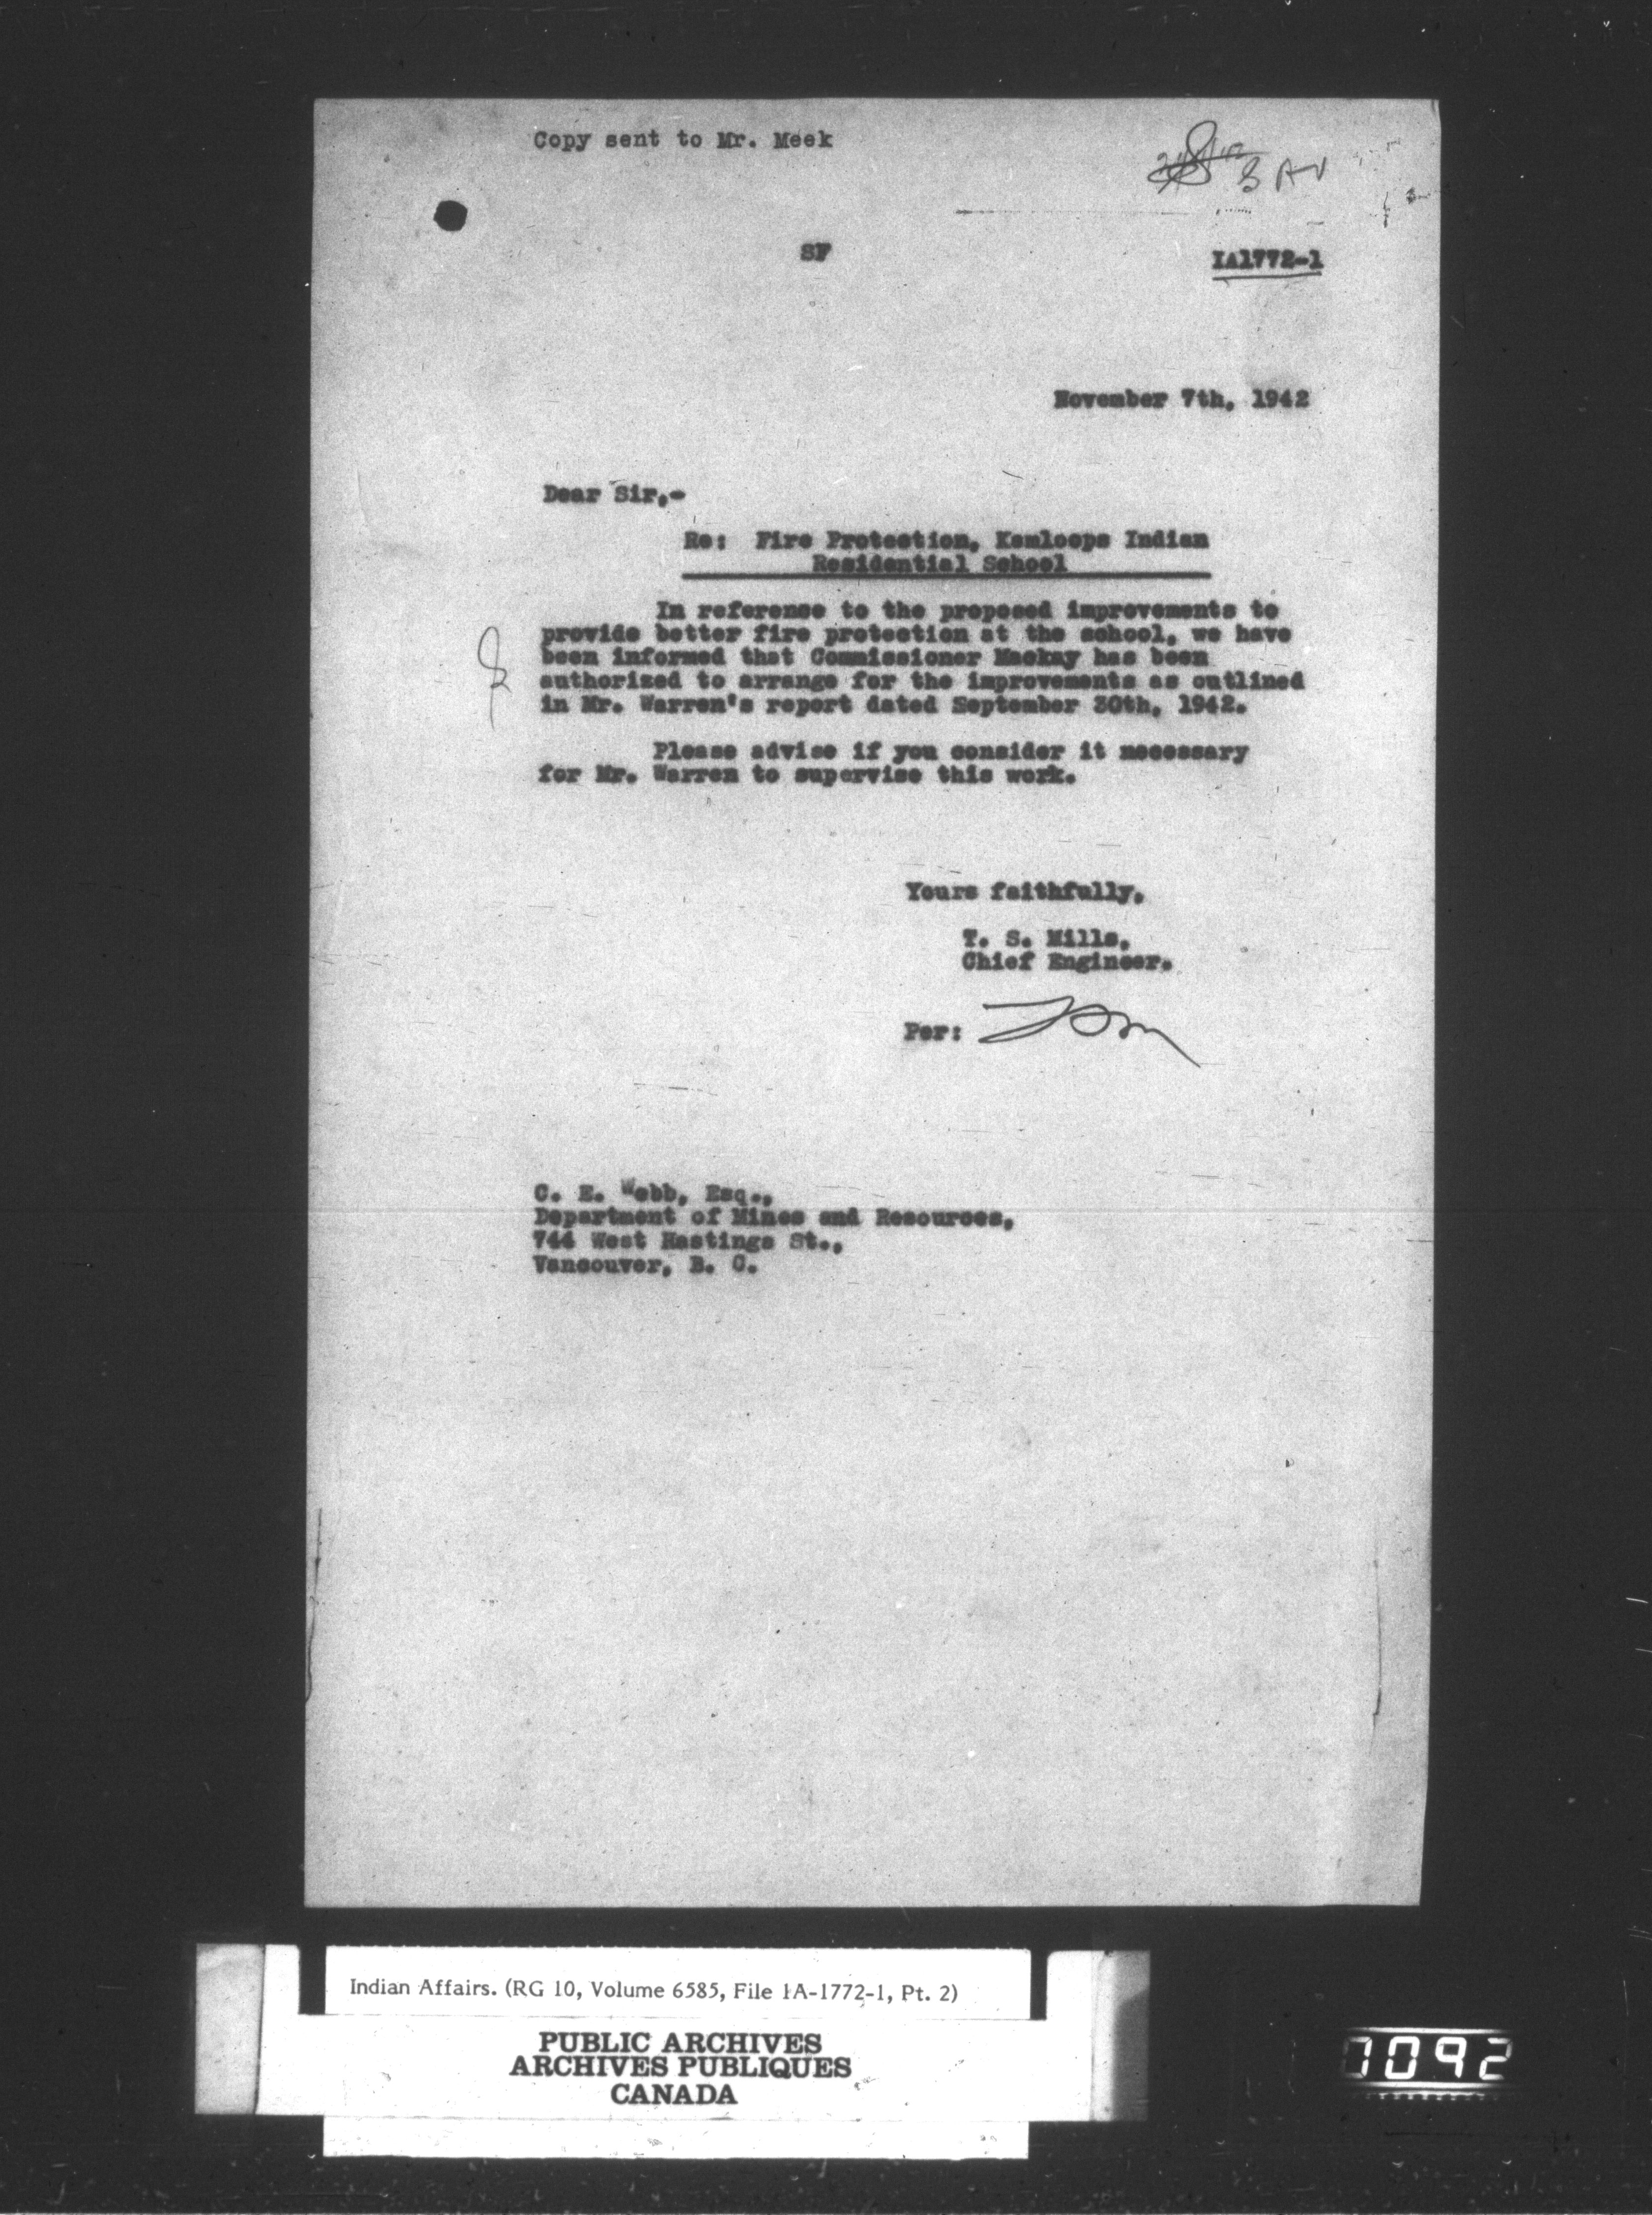 Copy sent to Mr. Meek
SF
IA1772-1
November 7th, 1942
Dear Sir,-
Re: Fire Protection, Kamloops Indian
Residential School
In reference to the proposed improvements to
provide better fire protection at the school, we have
been informed that Commissioner Mackay has been
authorized to arrange for the improvements as outlined
in Mr. Warren's report dated September 30th, 1942.
Please advise if you consider it necessary
for Mr. Warren to supervise this work.
Yours faithfully,
T. S. Mills,
Chief Engineer.
Per:
C. E. Webb, Esq.,
Department of Mines and Resources,
744 West Hastings St.,
Vancouver, B. C.
Indian Affairs. (RG 10, Volume 6585, File 1A-1772-1, Pt. 2)
PUBLIC ARCHIVES
ARCHIVES PUBLIQUES
CANADA
1092